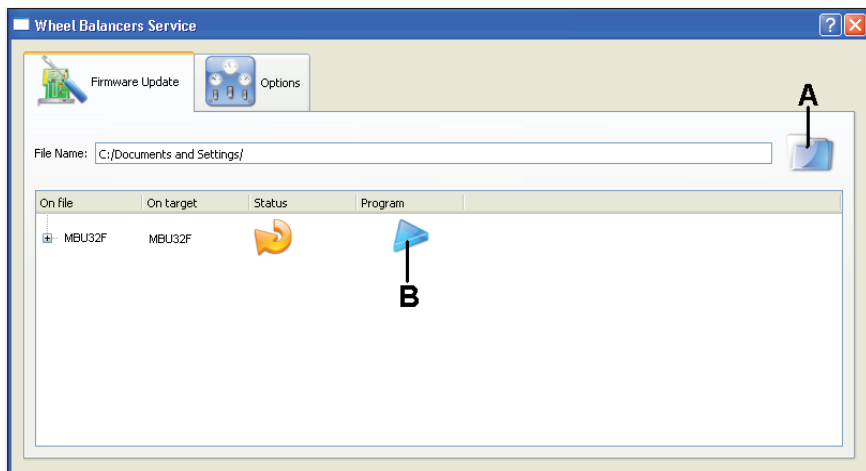 Wheel Balancers Service
Firmware Update
Options
A
File Name: C:/Documents and Settings/
On file On target Status Program
MBU32F MBU32F
B